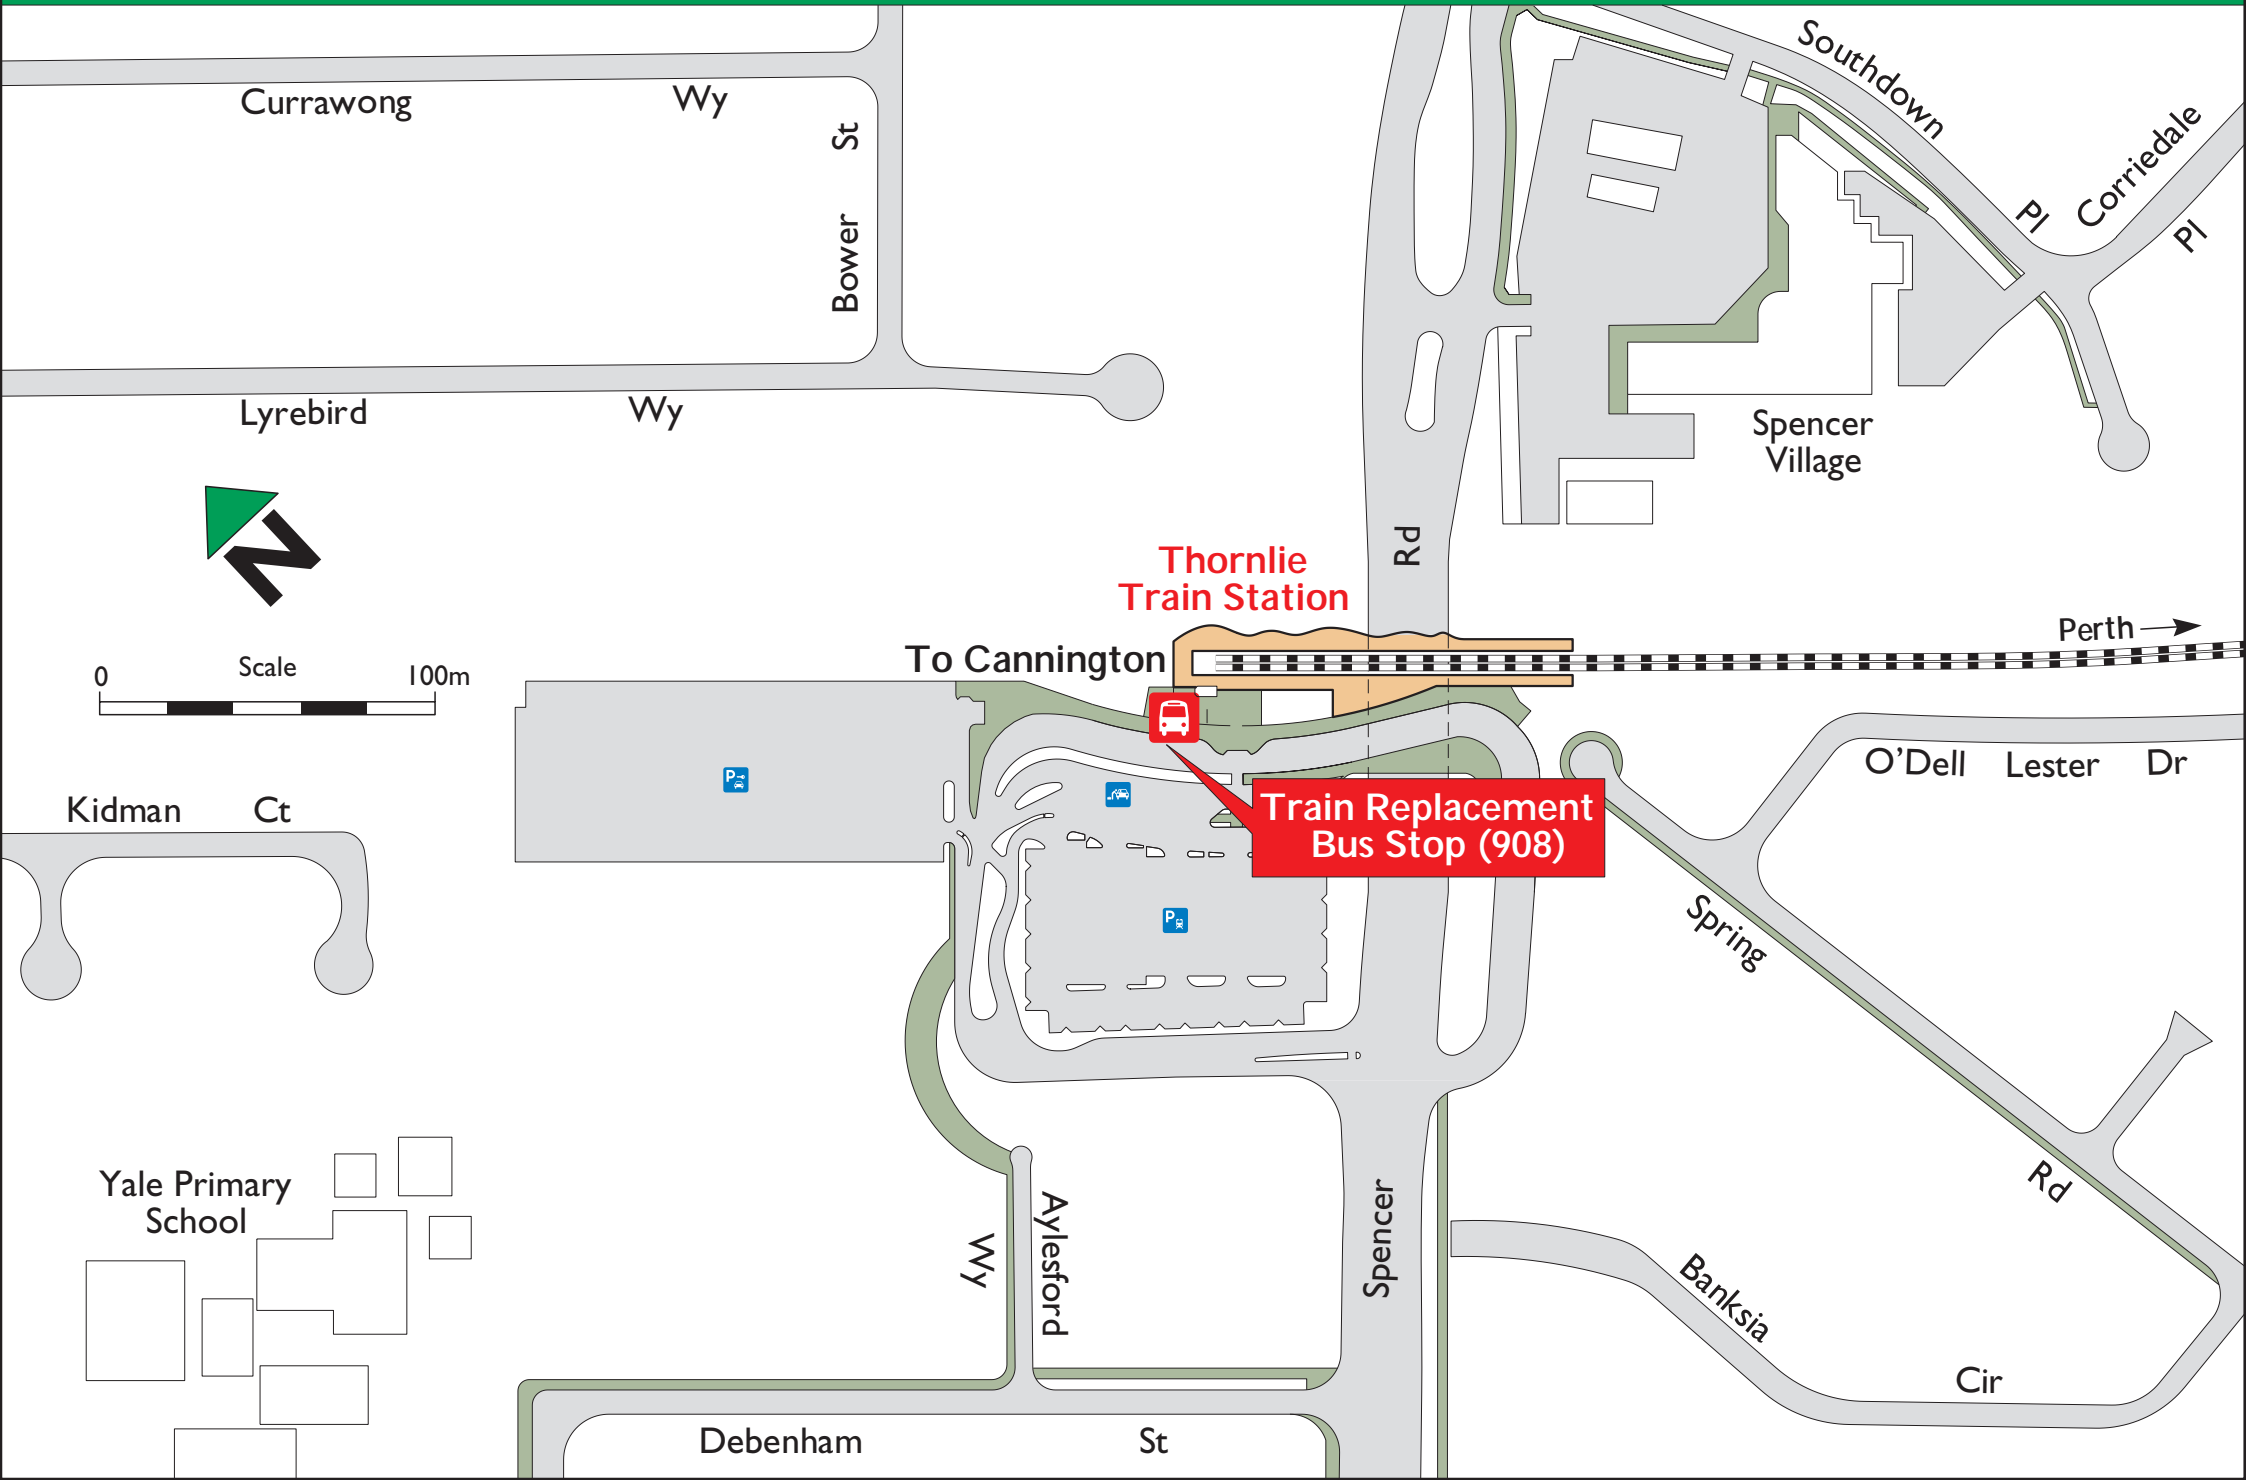 Southdown Pl
Corriedale Pl
Currawong Wy
Bower St
Lyrebird Wy
Spencer
Village
N
Rd
Thornlie
Train Station
Perth
To Cannington
0 Scale 100m
O'Dell Lester Dr
P
Kidman Ct
Train Replacement
Bus Stop (908)
P
Spring Rd
Yale Primary
School
Aylesford Wy
Spencer
Banksia Cir
Debenham St